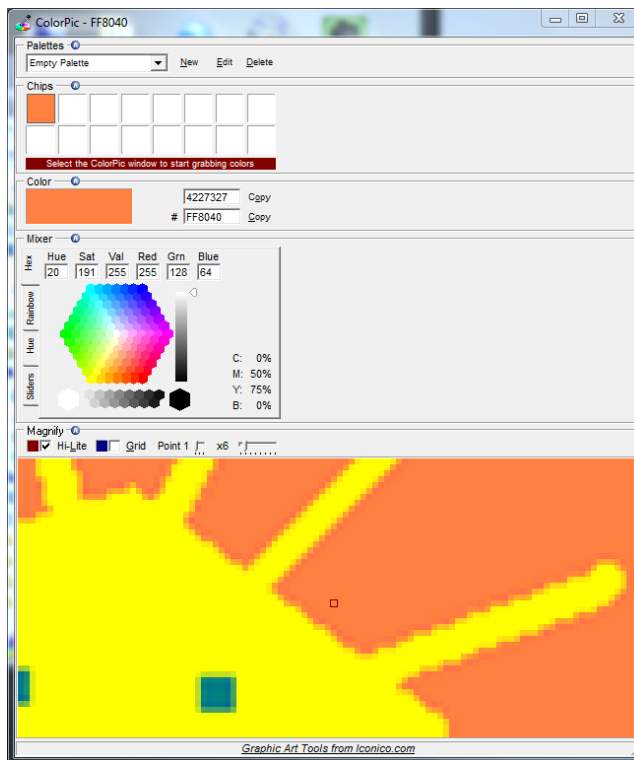 ColorPic - FF8040
Palettes
Empty Palette New Edit Delete
Chips
Select the ColorPic window to start grabbing colors
Color
4227327 Copy
# FF8040 Copy
Mixer
Hex
Rainbow
Hue
Sliders
Hue Sat Val Red Grn Blue
20 191 255 255 128 64
C: 0%
M: 50%
Y: 75%
B: 0%
Magnify
Hi-Lite Grid Point 1 x6
Graphic Art Tools from Iconico.com